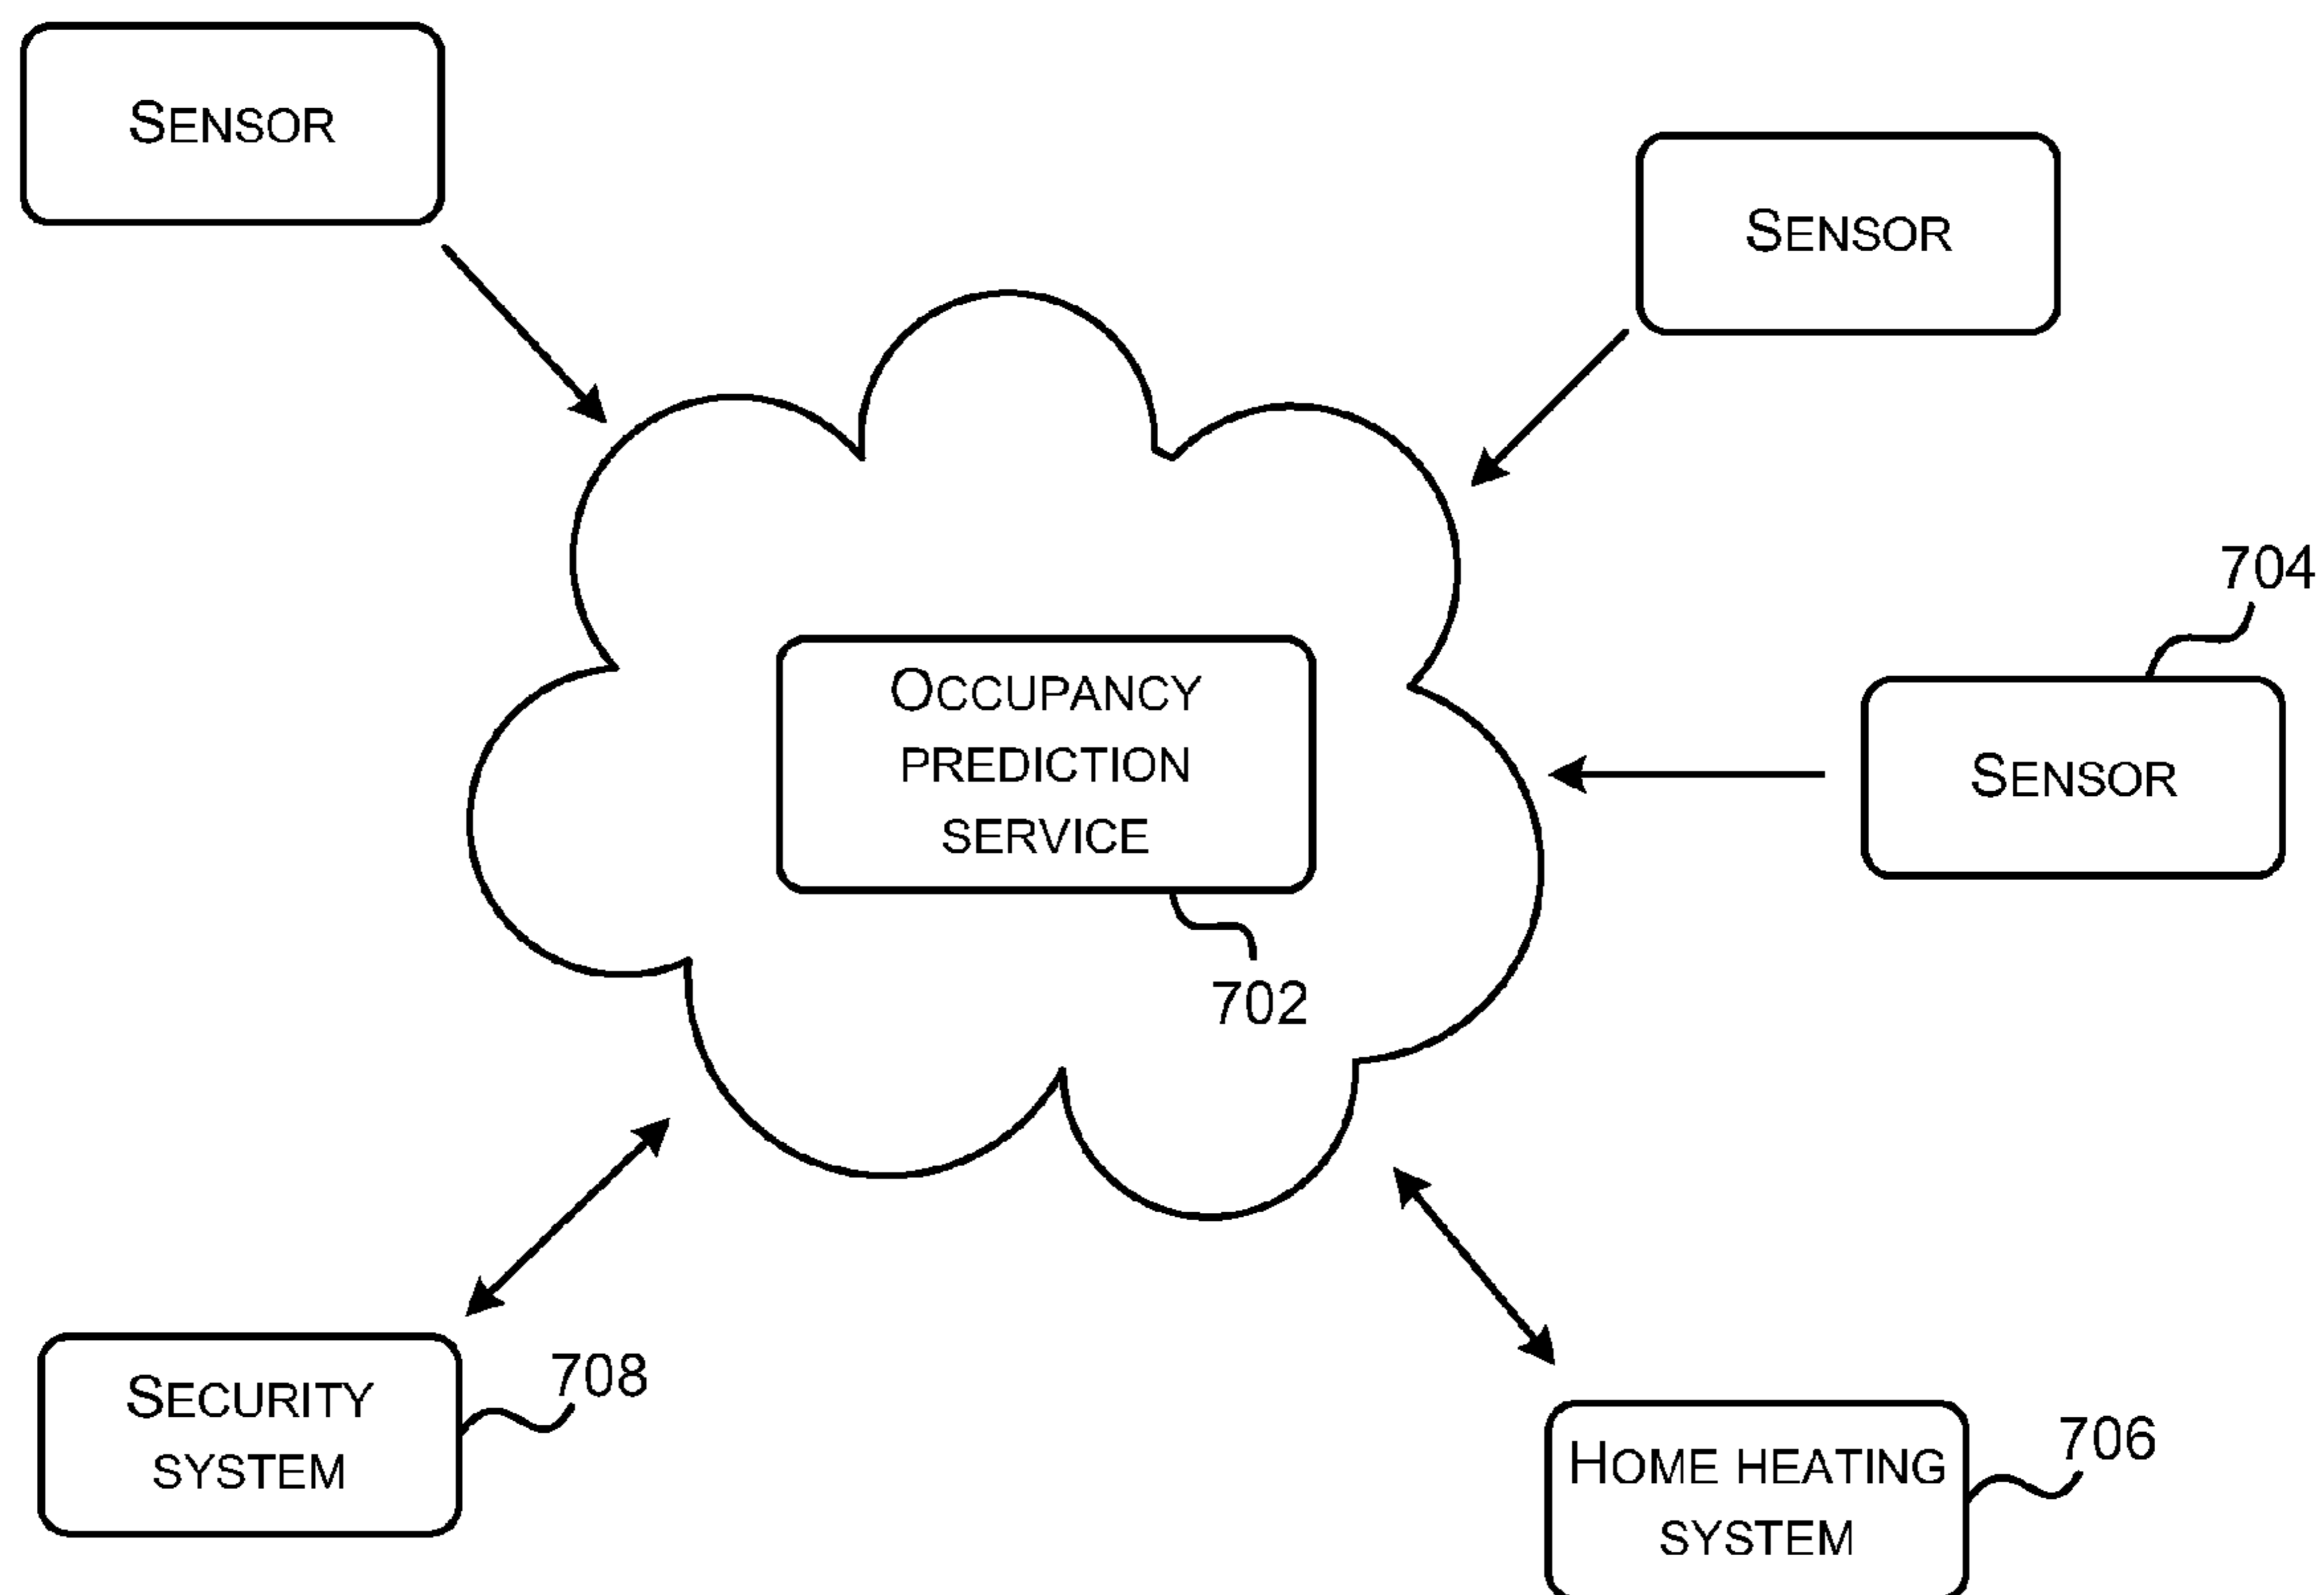 SENSOR
SENSOR
704
SENSOR
OCCUPANCY
PREDICTION
SERVICE
702
SECURITY
SYSTEM
708
HOME HEATING
SYSTEM
706